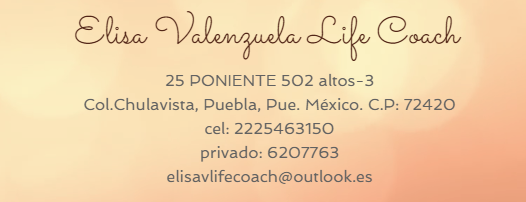 Elisa Valenzuela Life Coach
25 PONIENTE 502 altos-3
Col.Chulavista, Puebla, Pue. México. C.P: 72420
cel: 2225463150
privado: 6207763
elisavlifecoach@outlook.es